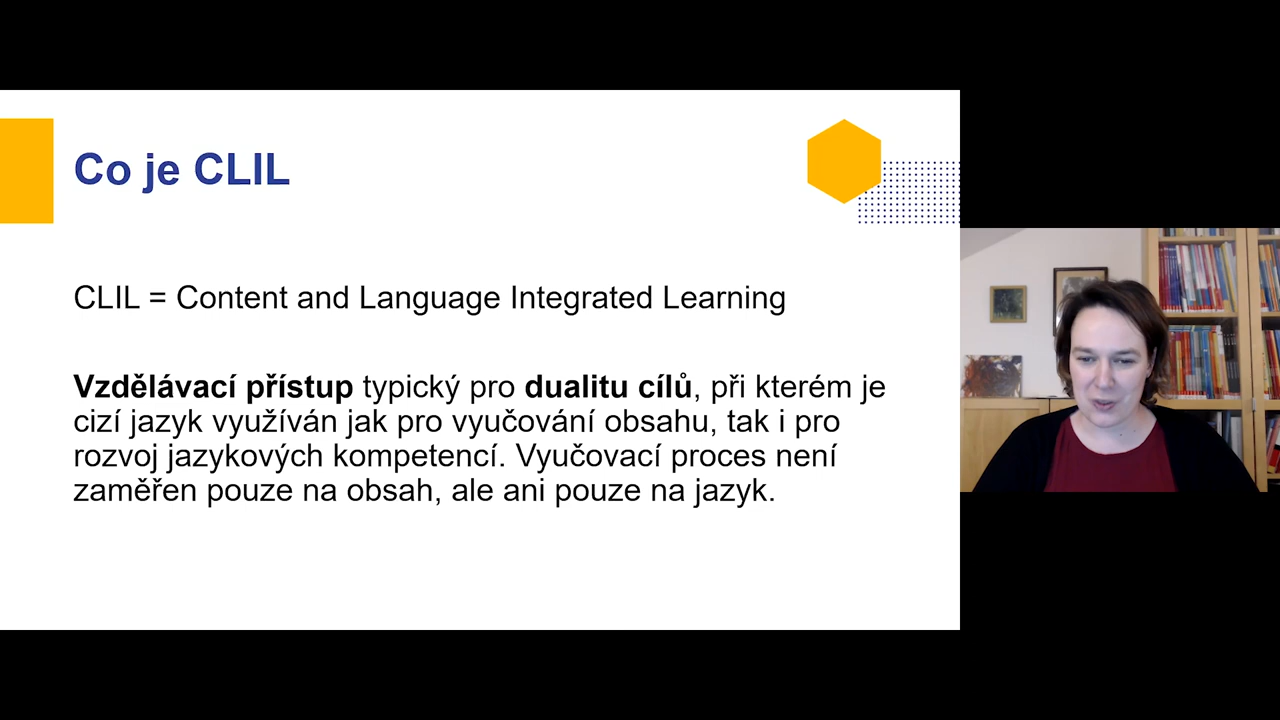 Co je CLIL
CLIL = Content and Language Integrated Learning
Vzdělávací přístup typický pro dualitu cílů, při kterém je
cizí jazyk využíván jak pro vyučování obsahu, tak i pro
rozvoj jazykových kompetencí. Vyučovací proces není
zaměřen pouze na obsah, ale ani pouze na jazyk.